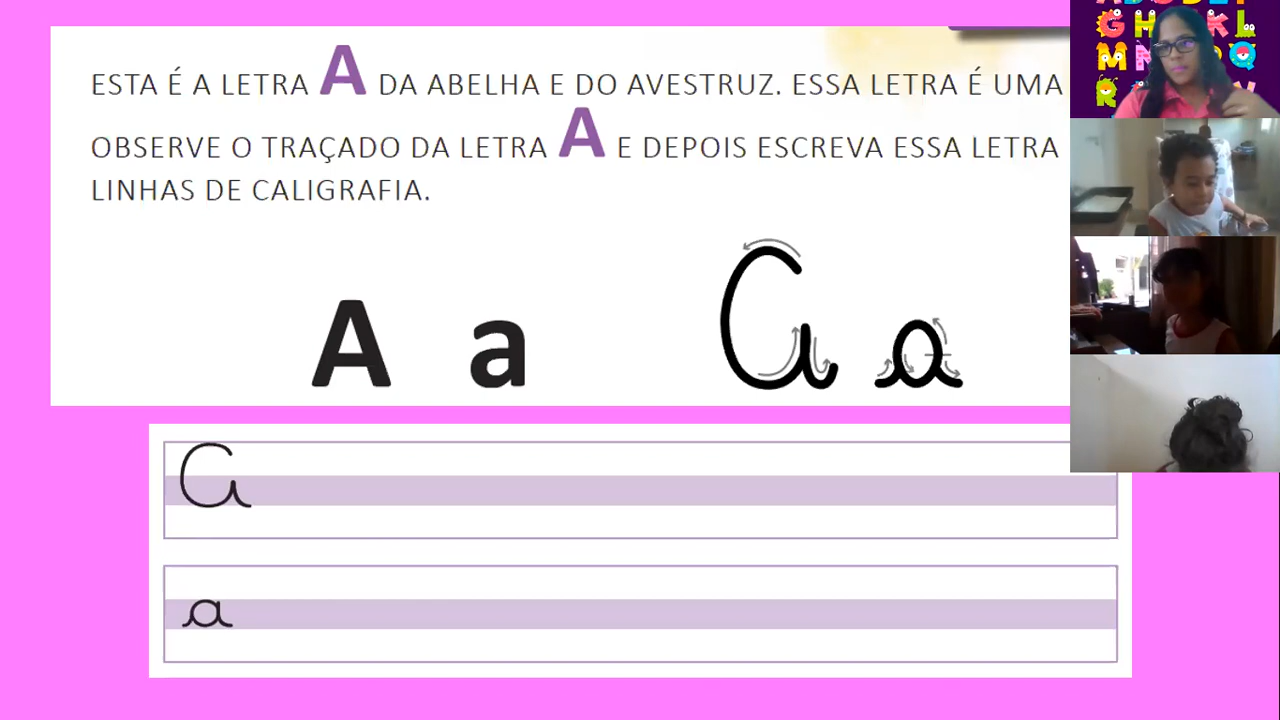 ESTA É A LETRA A DA ABELHA E DO AVESTRUZ. ESSA LETRA É UMA
OBSERVE O TRAÇADO DA LETRA A E DEPOIS ESCREVA ESSA LETRA
LINHAS DE CALIGRAFIA.
A a a a
a
a
G H K L
M N Q
R